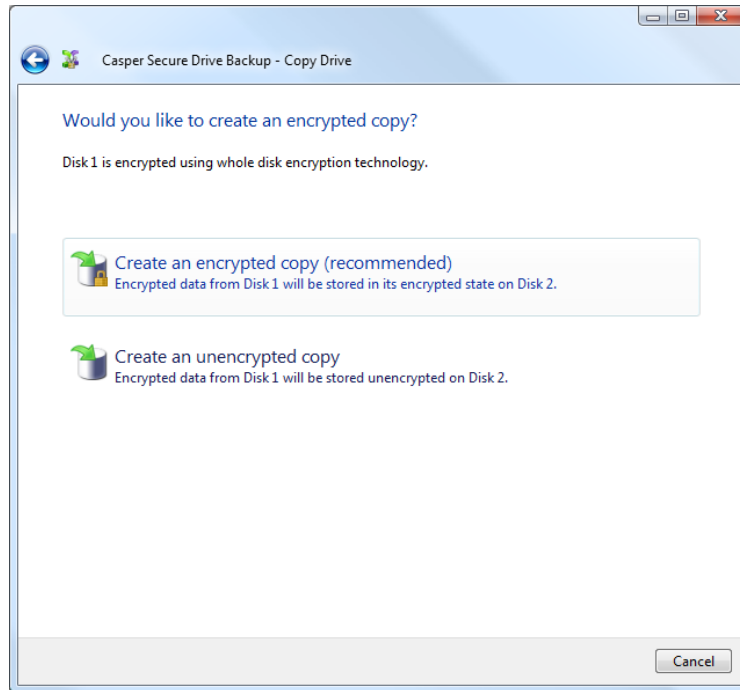 Casper Secure Drive Backup - Copy Drive
Would you like to create an encrypted copy?
Disk 1 is encrypted using whole disk encryption technology.
Create an encrypted copy (recommended)
Encrypted data from Disk 1 will be stored in its encrypted state on Disk 2.
Create an unencrypted copy
Encrypted data from Disk 1 will be stored unencrypted on Disk 2.
Cancel